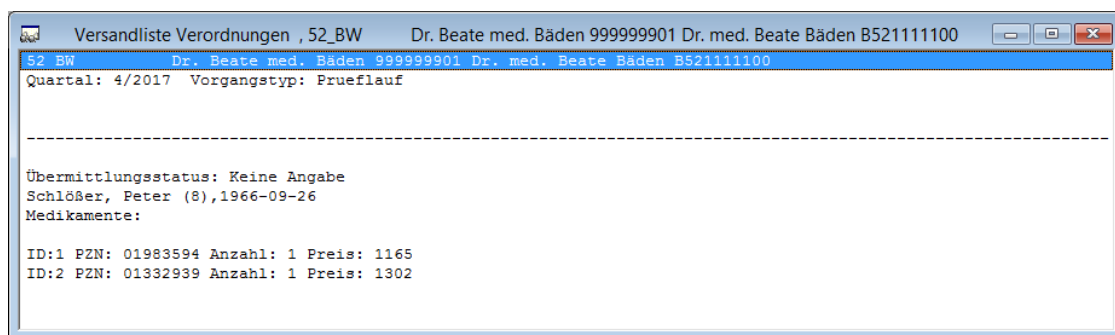 Versandliste Verordnungen , 52_BW Dr. Beate med. Bäden 999999901 Dr. med. Beate Bäden B521111100
52 BW Dr. Beate med. Bäden 999999901 Dr. med. Beate Bäden B521111100
Quartal: 4/2017 Vorgangstyp: Prueflauf
Übermittlungsstatus: Keine Angabe
Schlößer, Peter (8),1966-09-26
Medikamente:
ID:1 PZN: 01983594 Anzahl: 1 Preis: 1165
ID:2 PZN: 01332939 Anzahl: 1 Preis: 1302